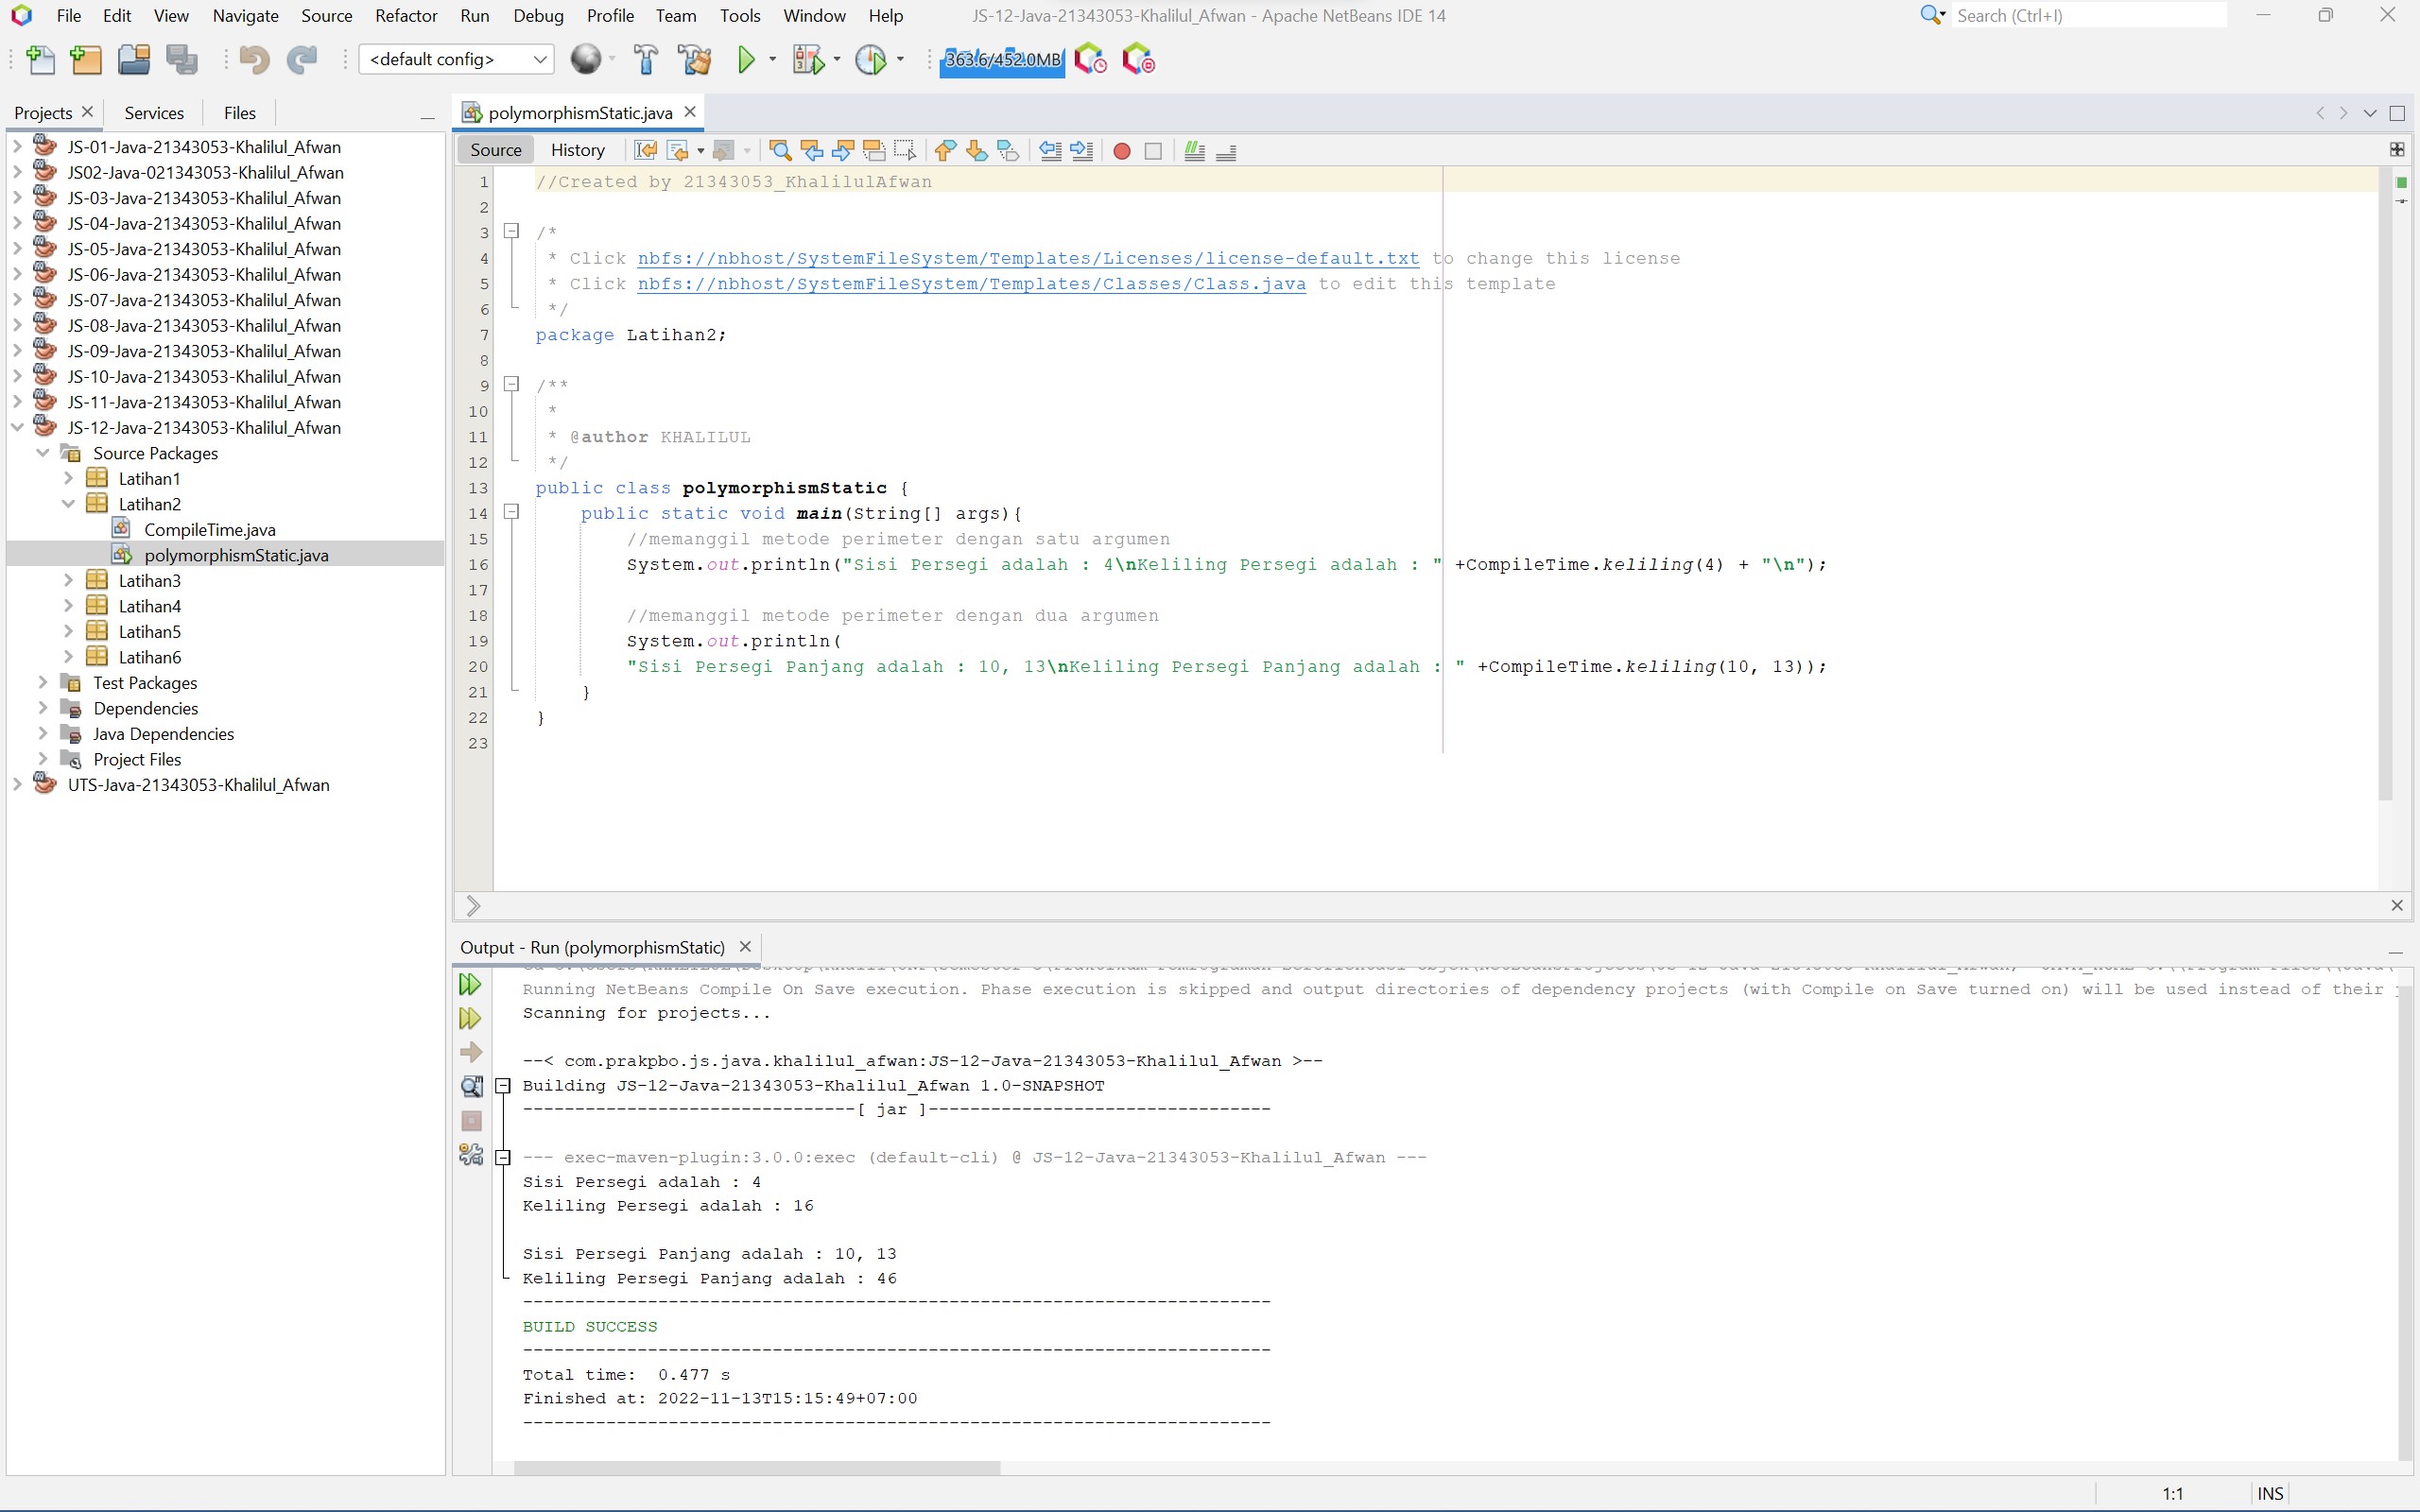 File Edit View Navigate Source Refactor Run Debug Profile Team Tools Window Help
JS-12-Java-21343053-Khalilul_Afwan - Apache NetBeans IDE 14
Search (Ctrl+I)
<default config>
363.6/452.0MB
Projects Services Files
JS-01-Java-21343053-Khalilul_Afwan
JS02-Java-021343053-Khalilul_Afwan
JS-03-Java-21343053-Khalilul_Afwan
JS-04-Java-21343053-Khalilul_Afwan
JS-05-Java-21343053-Khalilul_Afwan
JS-06-Java-21343053-Khalilul_Afwan
JS-07-Java-21343053-Khalilul_Afwan
JS-08-Java-21343053-Khalilul_Afwan
JS-09-Java-21343053-Khalilul_Afwan
JS-10-Java-21343053-Khalilul_Afwan
JS-11-Java-21343053-Khalilul_Afwan
JS-12-Java-21343053-Khalilul_Afwan
Source Packages
Latihan1
Latihan2
CompileTime.java
polymorphismStatic.java
Latihan3
Latihan4
Latihan5
Latihan6
Test Packages
Dependencies
Java Dependencies
Project Files
UTS-Java-21343053-Khalilul_Afwan
polymorphismStatic.java
Source History
1 //Created by 21343053_KhalilulAfwan
2
3 /*
4 * Click nbfs://nbhost/SystemFileSystem/Templates/Licenses/license-default.txt to change this license
5 * Click nbfs://nbhost/SystemFileSystem/Templates/Classes/Class.java to edit this template
6 */
7 package Latihan2;
8
9 /**
10 *
11 * @author KHALILUL
12 */
13 public class polymorphismStatic {
14 public static void main(String[] args){
15 //memanggil metode perimeter dengan satu argumen
16 System.out.println("Sisi Persegi adalah : 4\nKeliling Persegi adalah : " +CompileTime.keliling(4) + "\n");
17
18 //memanggil metode perimeter dengan dua argumen
19 System.out.println(
20 "Sisi Persegi Panjang adalah : 10, 13\nKeliling Persegi Panjang adalah : " +CompileTime.keliling(10, 13));
21 }
22 }
23
Output - Run (polymorphismStatic)
Running NetBeans Compile On Save execution. Phase execution is skipped and output directories of dependency projects (with Compile on Save turned on) will be used instead of their
Scanning for projects...
--< com.prakpbo.js.java.khalilul_afwan:JS-12-Java-21343053-Khalilul_Afwan >--
Building JS-12-Java-21343053-Khalilul_Afwan 1.0-SNAPSHOT
--------------------------------[ jar ]---------------------------------
--- exec-maven-plugin:3.0.0:exec (default-cli) @ JS-12-Java-21343053-Khalilul_Afwan ---
Sisi Persegi adalah : 4
Keliling Persegi adalah : 16
Sisi Persegi Panjang adalah : 10, 13
Keliling Persegi Panjang adalah : 46
------------------------------------------------------------------------
BUILD SUCCESS
------------------------------------------------------------------------
Total time: 0.477 s
Finished at: 2022-11-13T15:15:49+07:00
------------------------------------------------------------------------
1:1 INS